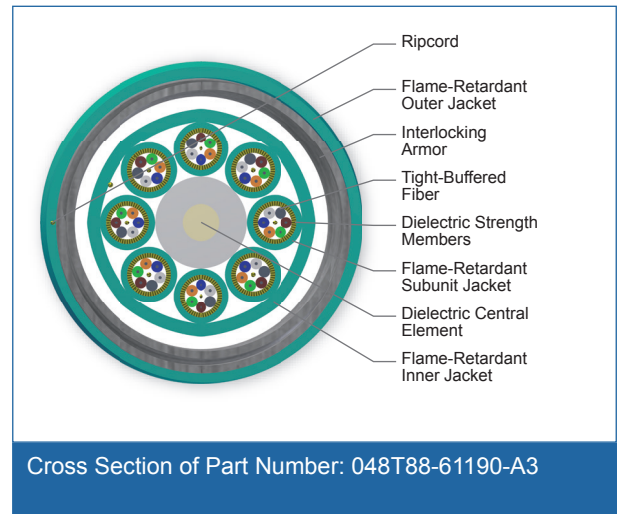 Ripcord
Flame-Retardant
Outer Jacket
Interlocking
Armor
Tight-Buffered
Fiber
Dielectric Strength
Members
Flame-Retardant
Subunit Jacket
Dielectric Central
Element
Flame-Retardant
Inner Jacket
Cross Section of Part Number: 048T88-61190-A3